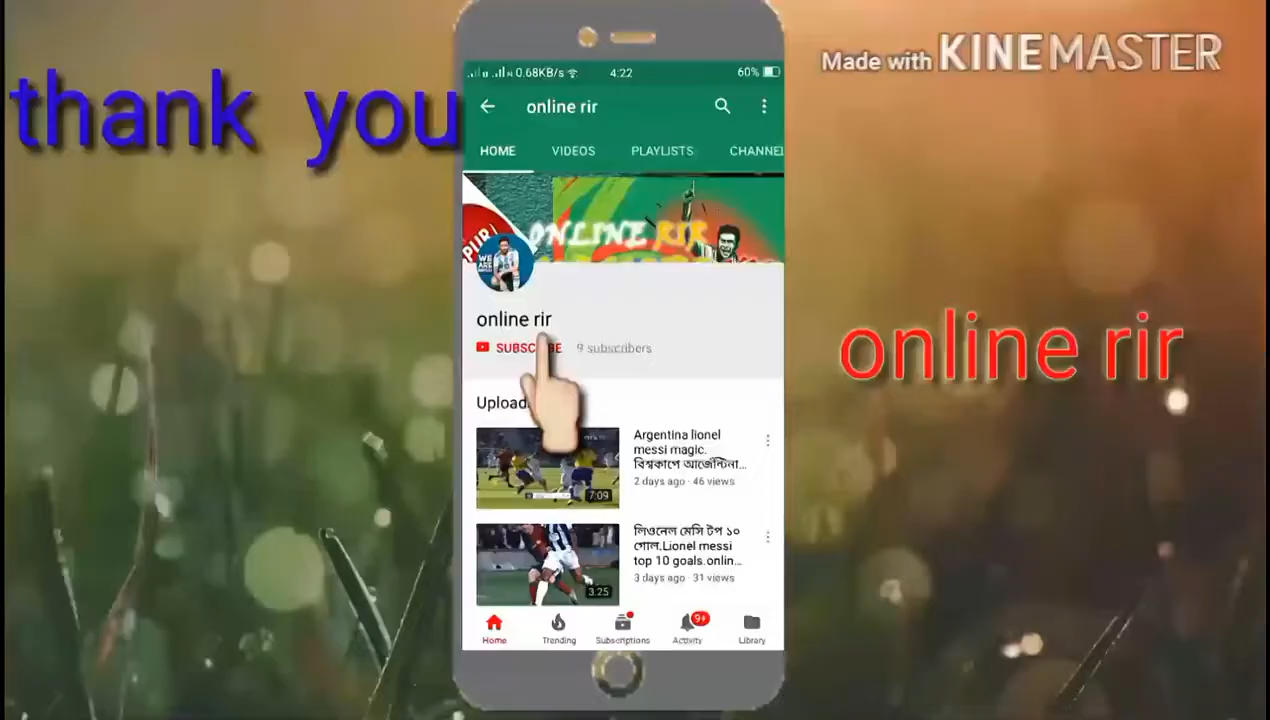 Made with KINEMASTER
thank you
0.68KB/s 4:22 60%
online rir
HOME VIDEOS PLAYLISTS CHANNEL
ONLINE RIR
WE ARE
online rir
SUBSCRIBE 9 subscribers
online rir
Argentina lionel
messi magic.
বিশ্বকাপে আর্জেন্টিনা...
2 days ago · 46 views
7:09
লিওনেল মেসি টপ ১০
গোল.Lionel messi
top 10 goals.onlin...
3 days ago · 31 views
3:25
Home Trending Subscriptions Activity 9+ Library